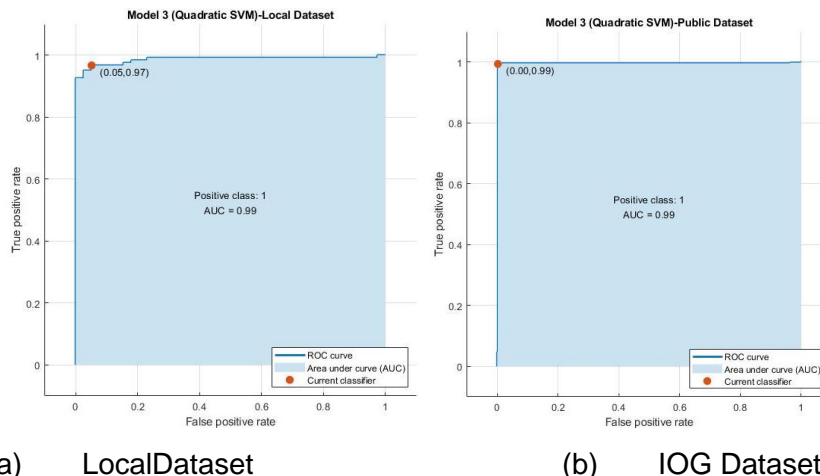 Model 3 (Quadratic SVM)-Local Dataset
1
0.8
0.6
0.4
0.2
0
True positive rate
(0.05,0.97)
Positive class: 1
AUC = 0.99
ROC curve
Area under curve (AUC)
Current classifier
0 0.2 0.4 0.6 0.8 1
False positive rate
Model 3 (Quadratic SVM)-Public Dataset
1
0.8
0.6
0.4
0.2
0
True positive rate
(0.00,0.99)
Positive class: 1
AUC = 0.99
ROC curve
Area under curve (AUC)
Current classifier
0 0.2 0.4 0.6 0.8 1
False positive rate
a) LocalDataset
(b) IOG Dataset